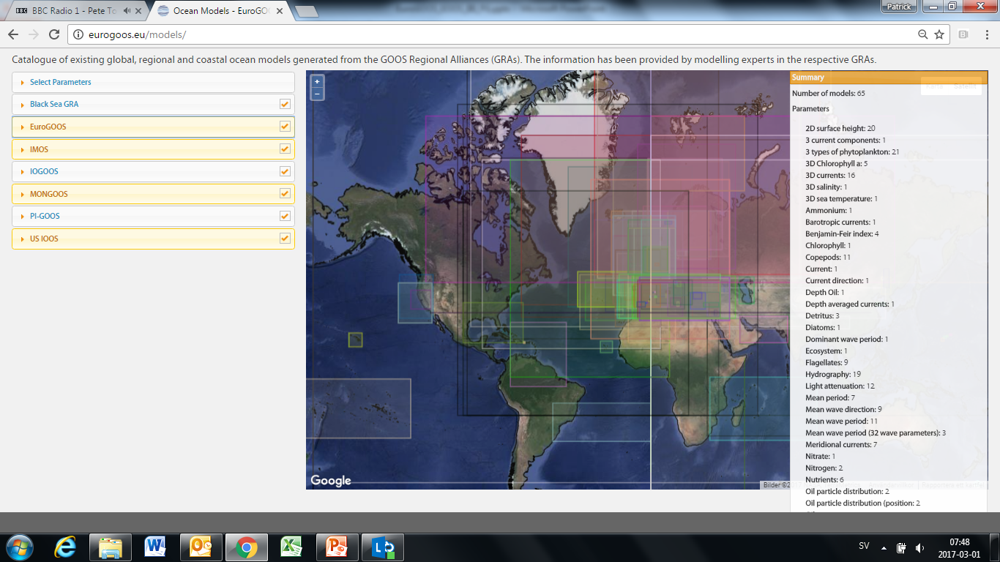 BBC Radio 1 - Pete To
Ocean Models - EuroGOO
Patrick
eurogoos.eu/models/
Catalogue of existing global, regional and coastal ocean models generated from the GOOS Regional Alliances (GRAs). The information has been provided by modelling experts in the respective GRAs.
Select Parameters
Black Sea GRA
EuroGOOS
IMOS
IOGOOS
MONGOOS
PI-GOOS
US IOOS
+
−
Google
Bilder ©2
Summary
Number of models: 65
Parameters
2D surface height: 20
3 current components: 1
3 types of phytoplankton: 21
3D Chlorophyll a: 5
3D currents: 16
3D salinity: 1
3D sea temperature: 1
Ammonium: 1
Barotropic currents: 1
Benjamin-Feir index: 4
Chlorophyll: 1
Copepods: 11
Current: 1
Current direction: 1
Depth Oil: 1
Depth averaged currents: 1
Detritus: 3
Diatoms: 1
Dominant wave period: 1
Ecosystem: 1
Flagellates: 9
Hydrography: 19
Light attenuation: 12
Mean period: 7
Mean wave direction: 9
Mean wave period: 11
Mean wave period (32 wave parameters): 3
Meridional currents: 7
Nitrate: 1
Nitrogen: 2
Nutrients: 6
Oil particle distribution: 2
Oil particle distribution (position: 2
SV
07:48
2017-03-01